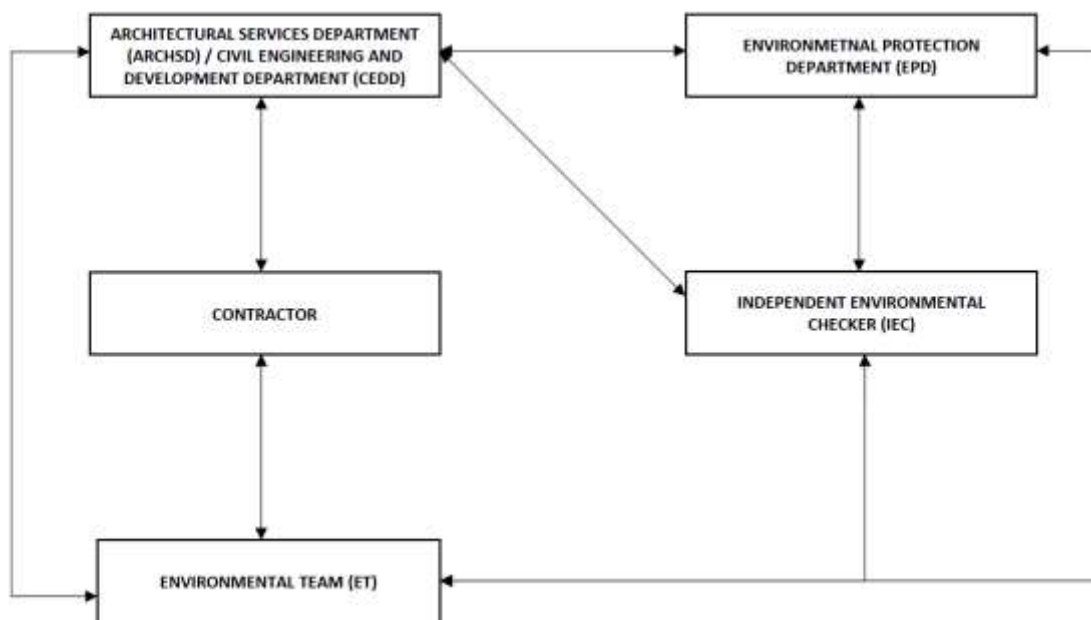 ARCHITECTURAL SERVICES DEPARTMENT
(ARCHSD) / CIVIL ENGINEERING AND
DEVELOPMENT DEPARTMENT (CEDD)
ENVIRONMETNAL PROTECTION
DEPARTMENT (EPD)
CONTRACTOR
INDEPENDENT ENVIRONMENTAL
CHECKER (IEC)
ENVIRONMENTAL TEAM (ET)